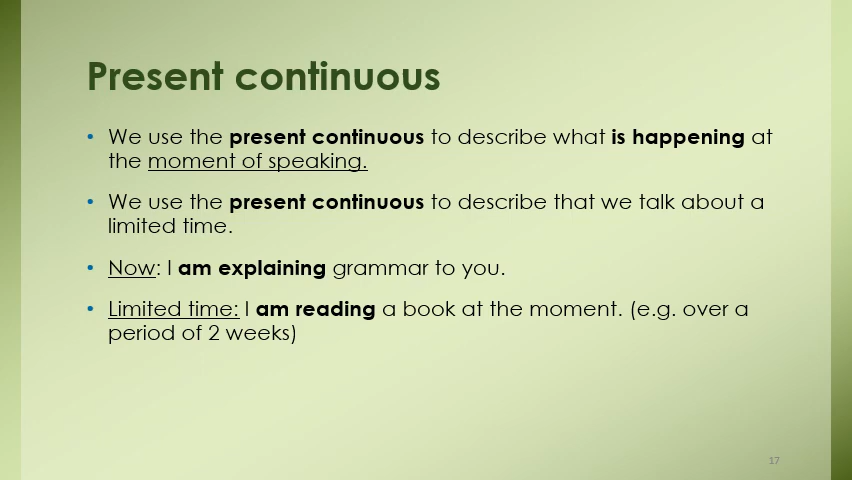 Present continuous
• We use the present continuous to describe what is happening at
the moment of speaking.
• We use the present continuous to describe that we talk about a
limited time.
• Now: I am explaining grammar to you.
• Limited time: I am reading a book at the moment. (e.g. over a
period of 2 weeks)
17